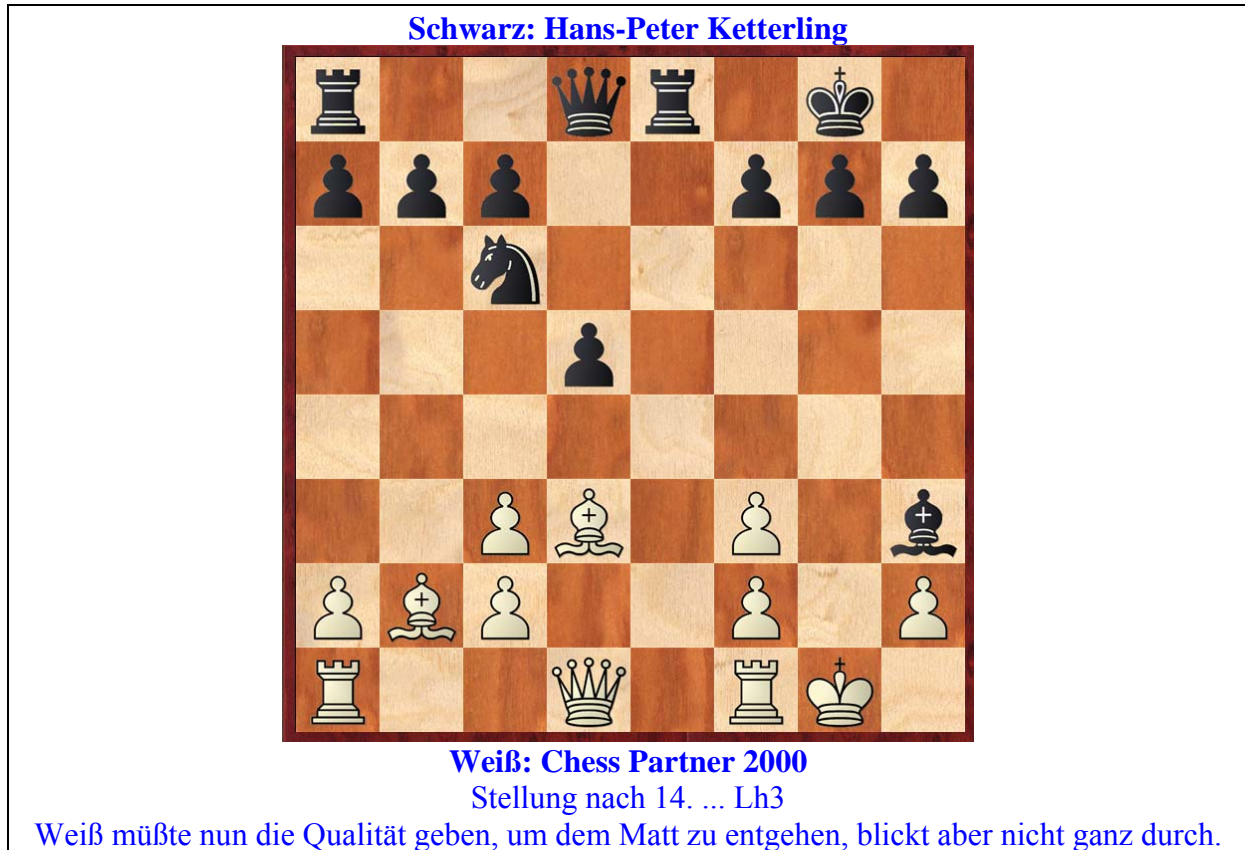 Schwarz: Hans-Peter Ketterling
Weiß: Chess Partner 2000
Stellung nach 14. ... Lh3
Weiß müßte nun die Qualität geben, um dem Matt zu entgehen, blickt aber nicht ganz durch.